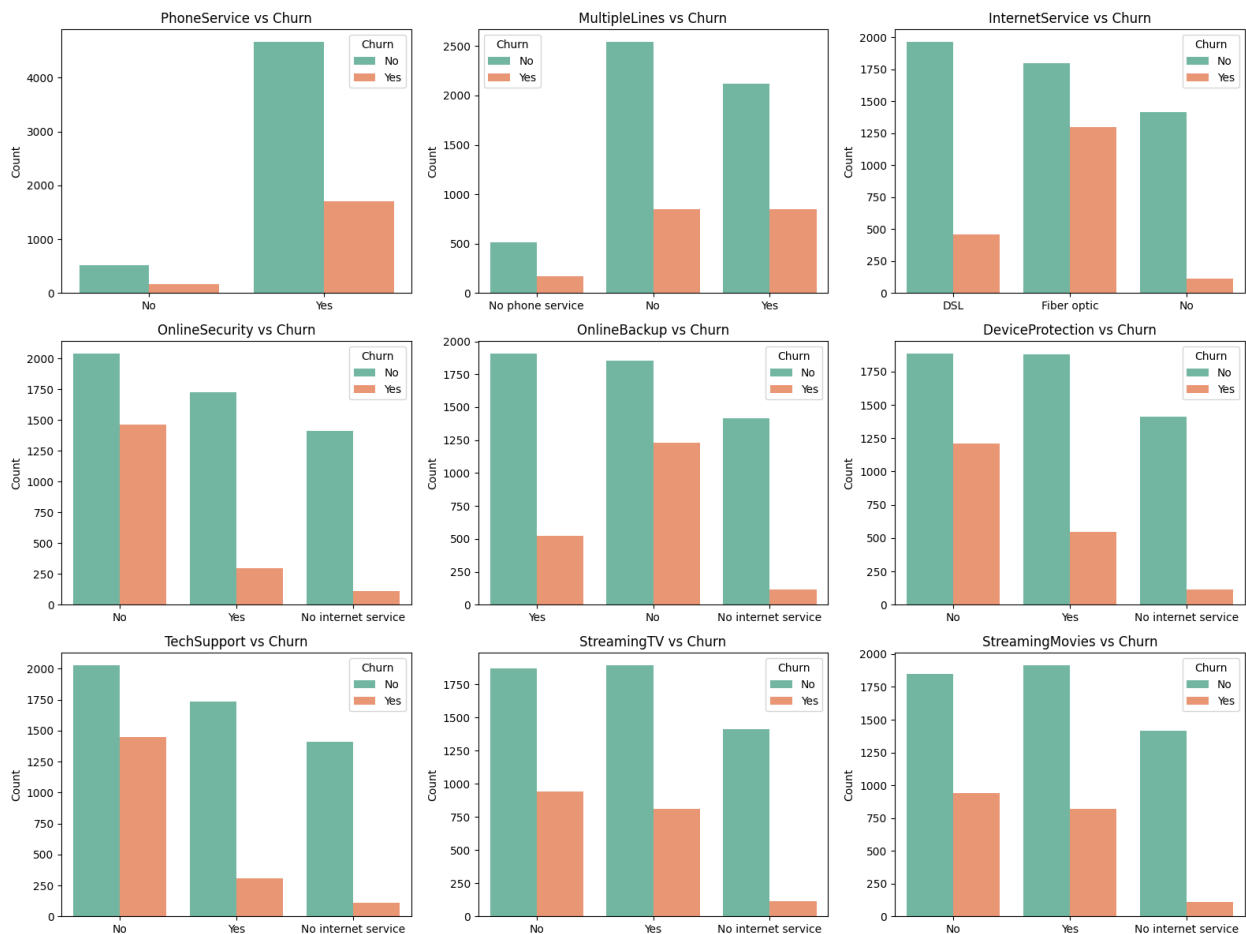 PhoneService vs Churn
Count
4000
3000
2000
1000
0
No
Yes
Churn
No
Yes
MultipleLines vs Churn
2500
2000
1500
1000
500
0
No phone service
No
Yes
Churn
No
Yes
InternetService vs Churn
Count
2000
1750
1500
1250
1000
750
500
250
0
DSL
Fiber optic
No
Churn
No
Yes
OnlineSecurity vs Churn
Count
2000
1750
1500
1250
1000
750
500
250
0
No
Yes
No internet service
Churn
No
Yes
OnlineBackup vs Churn
Count
2000
1750
1500
1250
1000
750
500
250
0
Yes
No
No internet service
Churn
No
Yes
DeviceProtection vs Churn
Count
1750
1500
1250
1000
750
500
250
0
No
Yes
No internet service
Churn
No
Yes
TechSupport vs Churn
Count
2000
1750
1500
1250
1000
750
500
250
0
No
Yes
No internet service
Churn
No
Yes
StreamingTV vs Churn
Count
1750
1500
1250
1000
750
500
250
0
No
Yes
No internet service
Churn
No
Yes
StreamingMovies vs Churn
Count
2000
1750
1500
1250
1000
750
500
250
0
No
Yes
No internet service
Churn
No
Yes